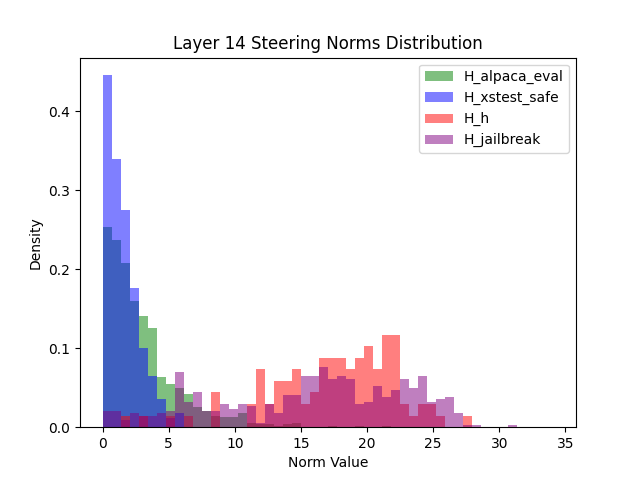 Layer 14 Steering Norms Distribution
H_alpaca_eval
H_xstest_safe
H_h
H_jailbreak
Density
0.4
0.3
0.2
0.1
0.0
0 5 10 15 20 25 30 35
Norm Value